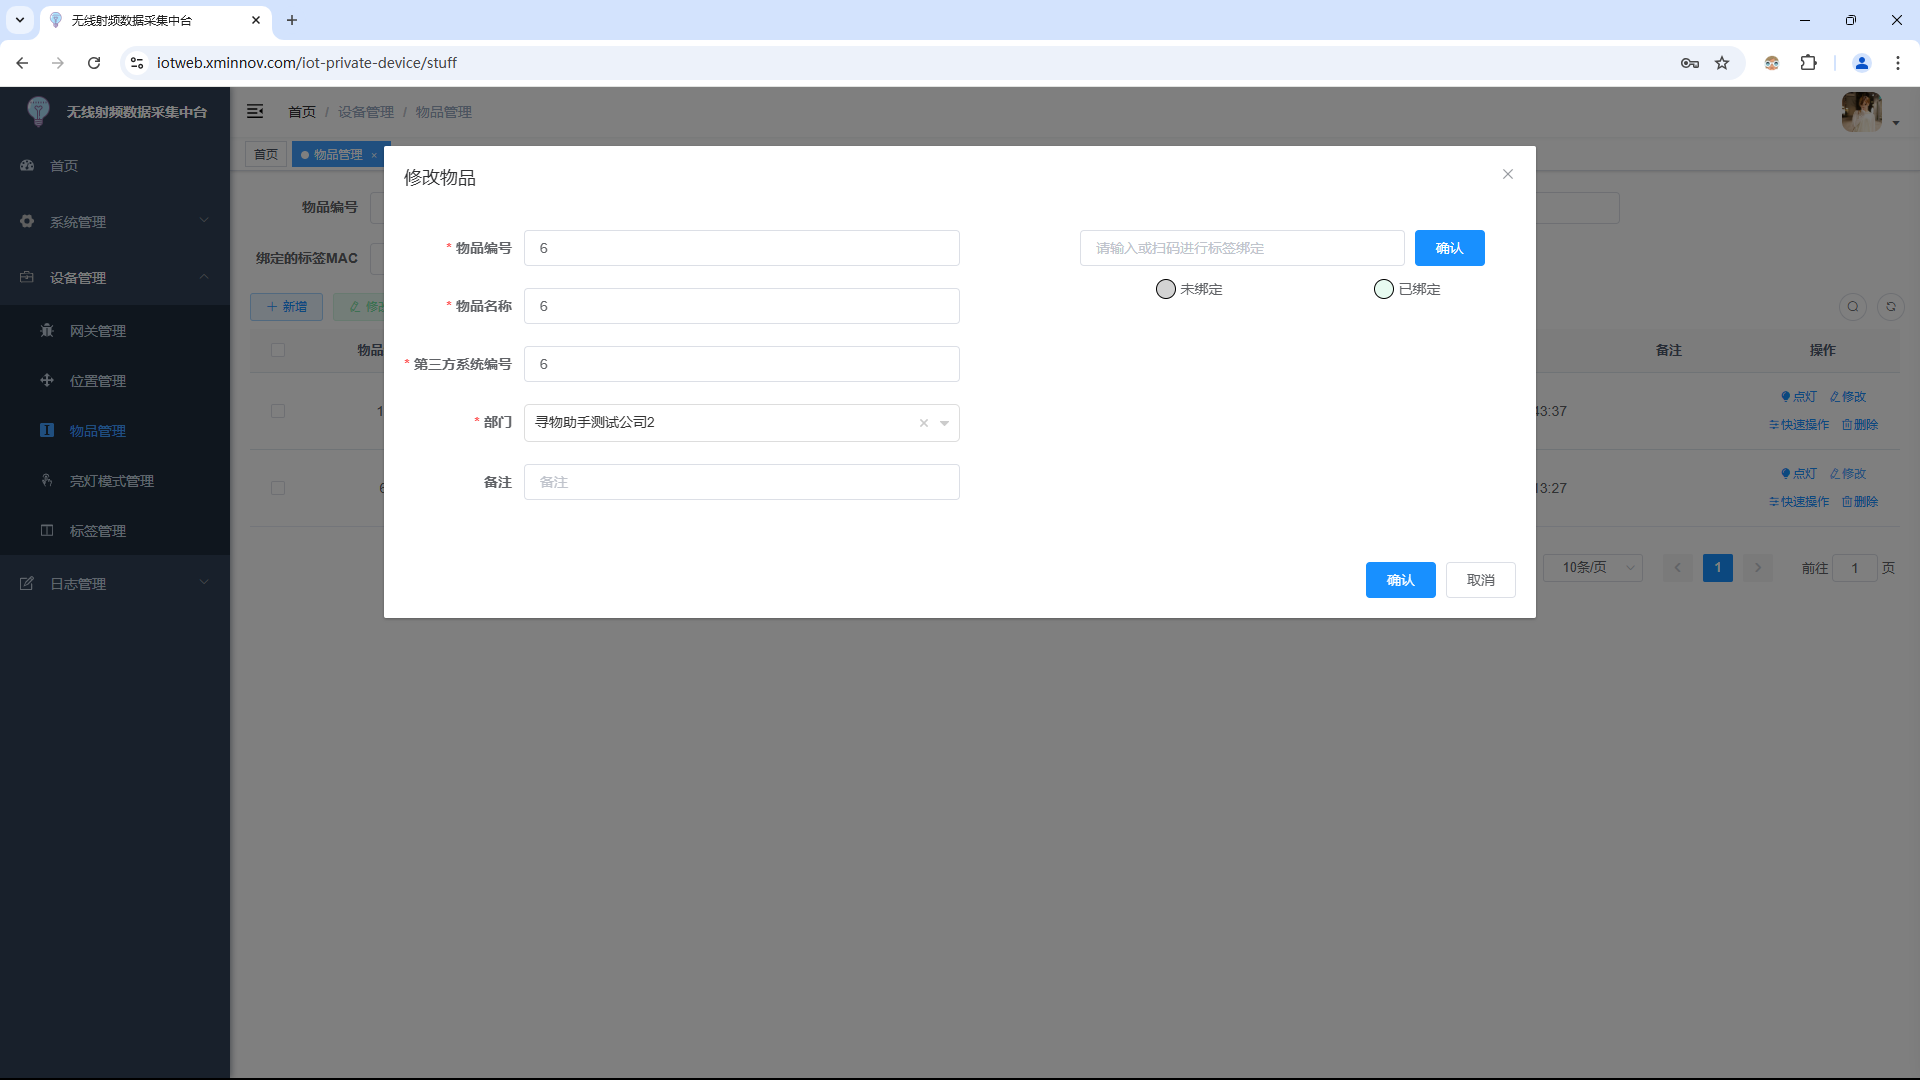 无线射频数据采集中台
iotweb.xminnov.com/iot-private-device/stuff
无线射频数据采集中台
首页 / 设备管理 / 物品管理
首页
系统管理
设备管理
网关管理
位置管理
物品管理
亮灯模式管理
标签管理
日志管理
首页
物品管理 ×
物品编号
绑定的标签MAC
+ 新增
修改
物品
备注
操作
1
43:37
点灯 修改
快速操作 删除
6
13:27
点灯 修改
快速操作 删除
10条/页
1
前往 1 页
修改物品
* 物品编号 6
* 物品名称 6
* 第三方系统编号 6
* 部门 寻物助手测试公司2
备注 备注
请输入或扫码进行标签绑定 确认
未绑定 已绑定
确认 取消